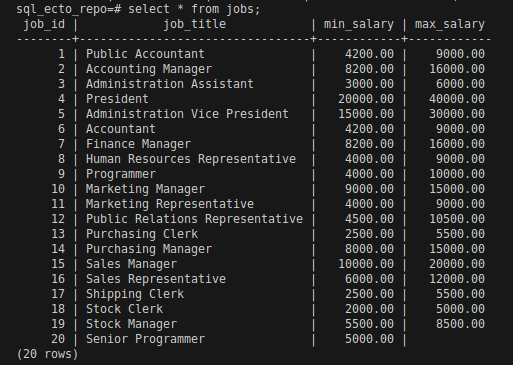 sql_ecto_repo=# select * from jobs;
 job_id |           job_title            | min_salary | max_salary
--------+--------------------------------+------------+------------
      1 | Public Accountant              |    4200.00 |    9000.00
      2 | Accounting Manager             |    8200.00 |   16000.00
      3 | Administration Assistant       |    3000.00 |    6000.00
      4 | President                      |   20000.00 |   40000.00
      5 | Administration Vice President  |   15000.00 |   30000.00
      6 | Accountant                     |    4200.00 |    9000.00
      7 | Finance Manager                |    8200.00 |   16000.00
      8 | Human Resources Representative |    4000.00 |    9000.00
      9 | Programmer                     |    4000.00 |   10000.00
     10 | Marketing Manager              |    9000.00 |   15000.00
     11 | Marketing Representative       |    4000.00 |    9000.00
     12 | Public Relations Representative |    4500.00 |   10500.00
     13 | Purchasing Clerk               |    2500.00 |    5500.00
     14 | Purchasing Manager             |    8000.00 |   15000.00
     15 | Sales Manager                  |   10000.00 |   20000.00
     16 | Sales Representative           |    6000.00 |   12000.00
     17 | Shipping Clerk                 |    2500.00 |    5500.00
     18 | Stock Clerk                    |    2000.00 |    5000.00
     19 | Stock Manager                  |    5500.00 |    8500.00
     20 | Senior Programmer              |    5000.00 |
(20 rows)